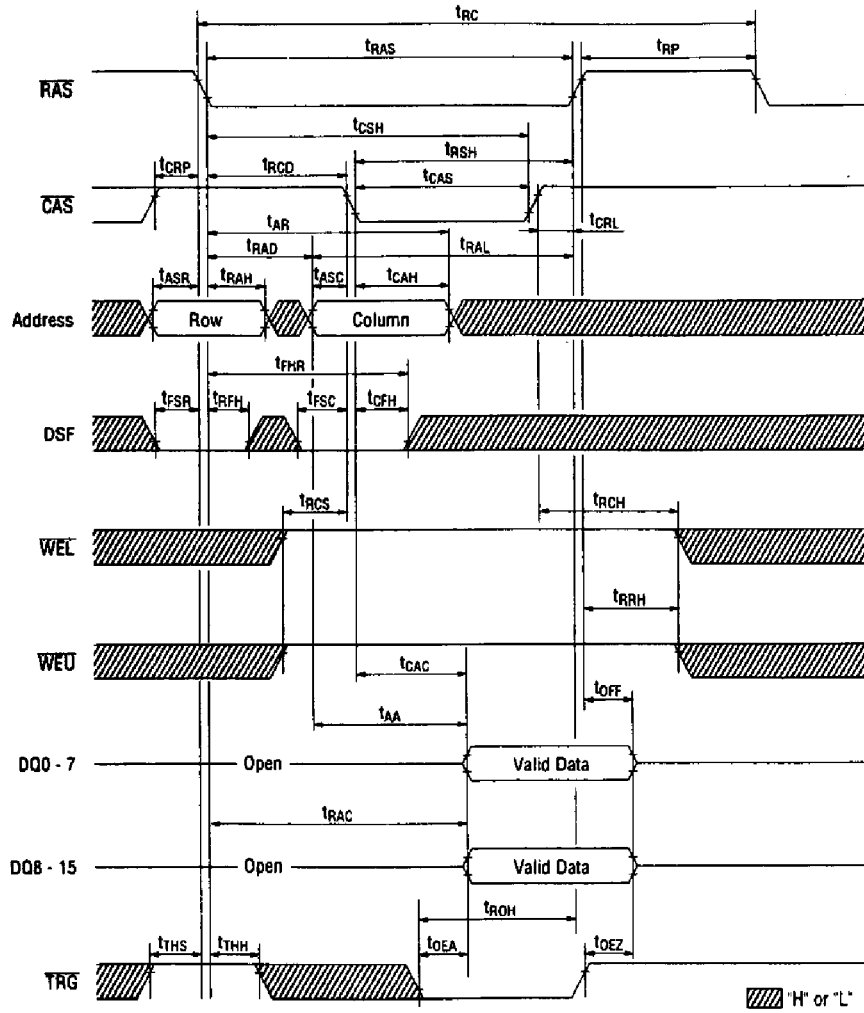 tRC
tRAS tRP
RAS
tCSH
tRSH
tCRP tRCD tCAS
CAS
tCRL
tAR
tRAD tRAL
tASR tRAH tASC tCAH
Address Row Column
tFHR
tFSR tRFH tFSC tCFH
DSF
tRCS tRCH
WEL
tRRH
WEU
tCAC
tOFF
tAA
DQ0 - 7 Open Valid Data
tRAC
DQ8 - 15 Open Valid Data
tROH
tTHS tTHH tOEA tOEZ
TRG
"H" or "L"